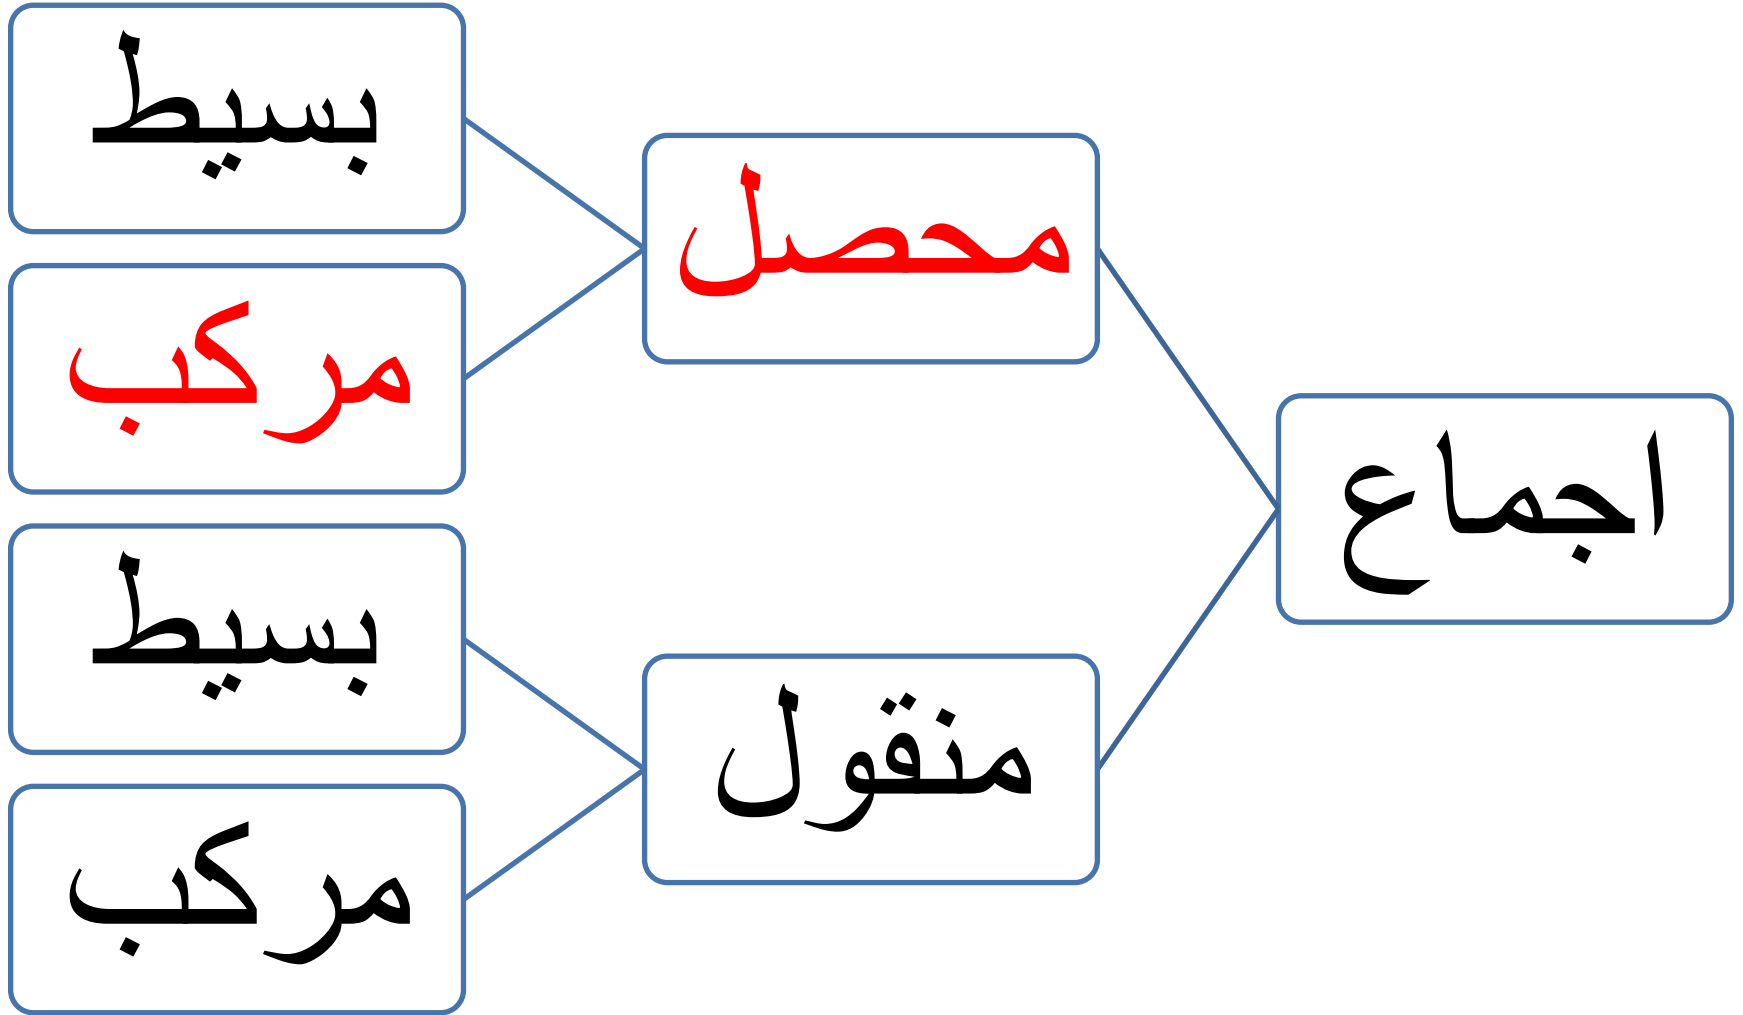 اجماع
محصل
بسيط
مركب
منقول
بسيط
مركب